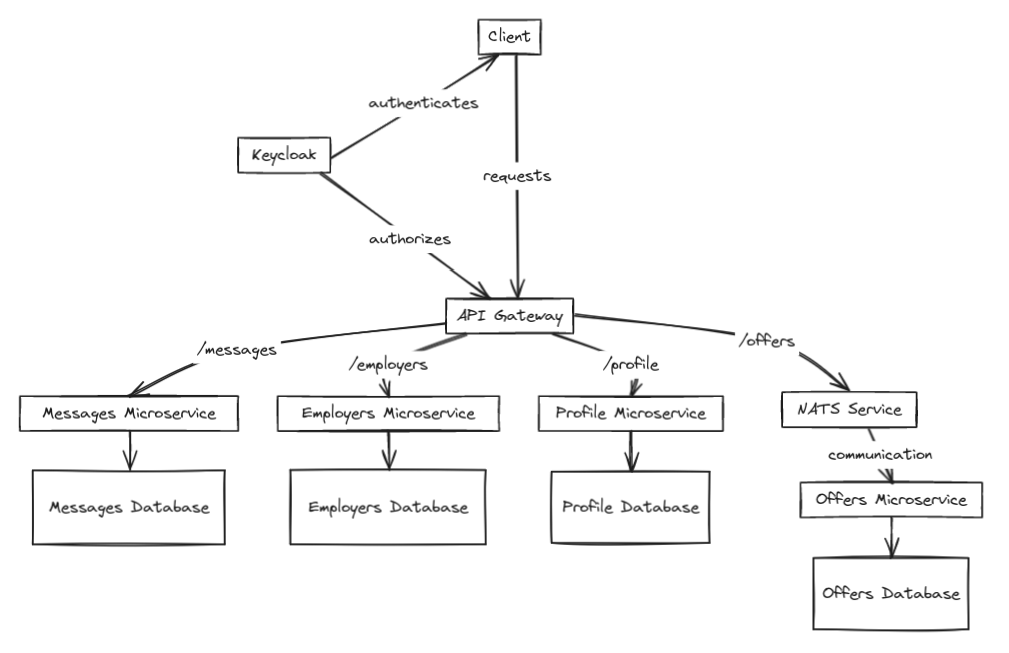 Client
authenticates
Keycloak
requests
authorizes
API Gateway
/messages
/employers
/profile
/offers
Messages Microservice
Employers Microservice
Profile Microservice
NATS Service
communication
Messages Database
Employers Database
Profile Database
Offers Microservice
Offers Database